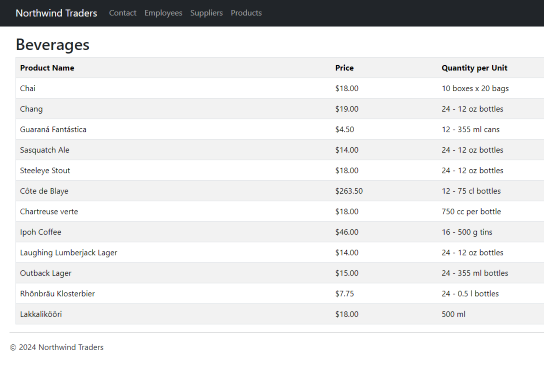 Northwind Traders Contact Employees Suppliers Products
Beverages
Product Name Price Quantity per Unit
Chai $18.00 10 boxes x 20 bags
Chang $19.00 24 - 12 oz bottles
Guaraná Fantástica $4.50 12 - 355 ml cans
Sasquatch Ale $14.00 24 - 12 oz bottles
Steeleye Stout $18.00 24 - 12 oz bottles
Côte de Blaye $263.50 12 - 75 cl bottles
Chartreuse verte $18.00 750 cc per bottle
Ipoh Coffee $46.00 16 - 500 g tins
Laughing Lumberjack Lager $14.00 24 - 12 oz bottles
Outback Lager $15.00 24 - 355 ml bottles
Rhönbräu Klosterbier $7.75 24 - 0.5 l bottles
Lakkalikööri $18.00 500 ml
© 2024 Northwind Traders